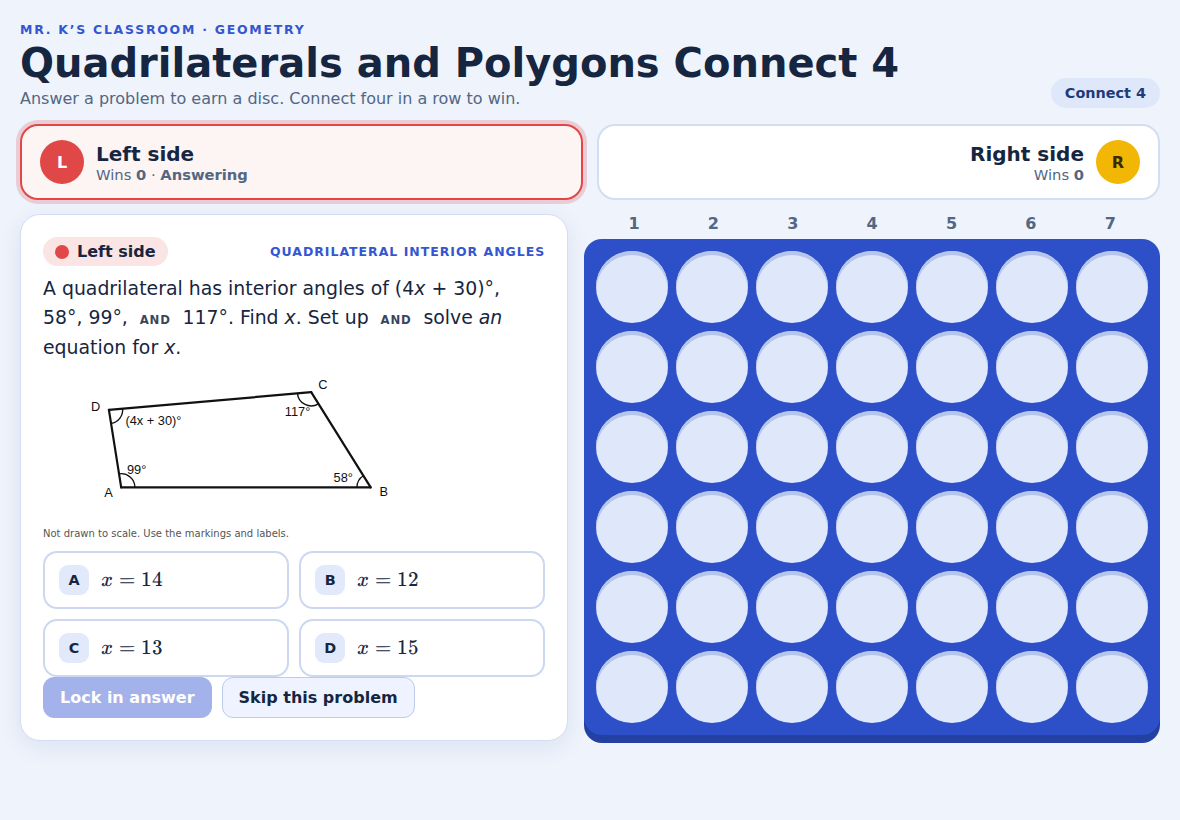 MR. K’S CLASSROOM · GEOMETRY
Quadrilaterals and Polygons Connect 4
Answer a problem to earn a disc. Connect four in a row to win.
Connect 4
L
Left side
Wins 0 · Answering
Right side
Wins 0
R
Left side
QUADRILATERAL INTERIOR ANGLES
A quadrilateral has interior angles of (4x + 30)°,
58°, 99°, AND 117°. Find x. Set up AND solve an
equation for x.
C
D
117°
(4x + 30)°
99°
58°
A
B
Not drawn to scale. Use the markings and labels.
A x = 14
B x = 12
C x = 13
D x = 15
Lock in answer
Skip this problem
1 2 3 4 5 6 7